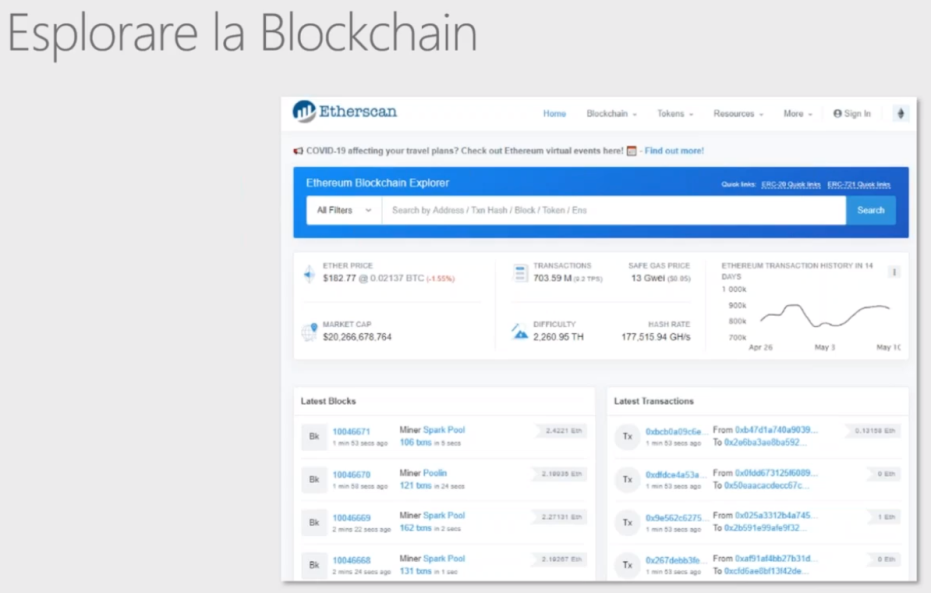 Esplorare la Blockchain
Etherscan
Home Blockchain Tokens Resources More Sign In
COVID-19 affecting your travel plans? Check out Ethereum virtual events here! - Find out more!
Ethereum Blockchain Explorer
Quick links: ERC-20 Quick links ERC-721 Quick links
All Filters Search by Address / Txn Hash / Block / Token / Ens Search
ETHER PRICE
$182.77 @ 0.02137 BTC (-1.55%)
MARKET CAP
$20,266,678,764
TRANSACTIONS
703.59 M (9.2 TPS)
SAFE GAS PRICE
13 Gwei ($0.05)
DIFFICULTY
2,260.95 TH
HASH RATE
177,515.94 GH/s
ETHEREUM TRANSACTION HISTORY IN 14
DAYS
1 000k
900k
800k
700k
Apr 26 May 3 May 10
Latest Blocks
Bk 10046671 Miner Spark Pool 2.4221 Eth
1 min 53 secs ago 106 txns in 5 secs
Bk 10046670 Miner Poolin
1 min 58 secs ago 121 txns in 24 secs
Bk 10046669 Miner Spark Pool 2.27131 Eth
2 mins 22 secs ago 162 txns in 2 secs
Bk 10046668 Miner Spark Pool
2 mins 24 secs ago 131 txns in 1 sec
Latest Transactions
Tx 0xbcb0a09c6e... From 0xb47d1a740a9039...
1 min 53 secs ago To 0x2a6ba3ae8ba592...
Tx 0xdfdce4a53a... From 0x0fdd673125f6089... 0 Eth
1 min 53 secs ago To 0x50eaacacdecc67c...
Tx 0x9e562c6275... From 0x025a3312b4a745... 1 Eth
1 min 53 secs ago To 0x2b591e99afe9f32...
Tx 0x267debb3fe... From 0xaf91af4bb27b31d... 0 Eth
1 min 53 secs ago To 0xcfd6ae8bf13f42de...